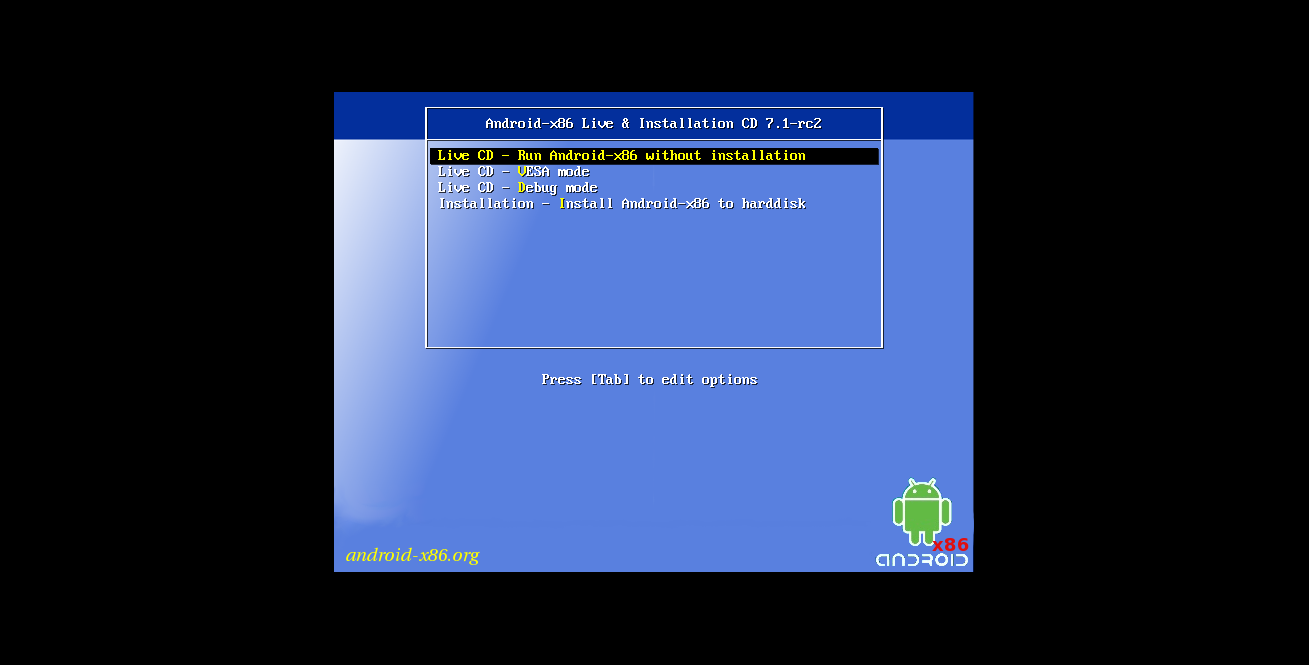 Android-x86 Live & Installation CD 7.1-rc2
Live CD - Run Android-x86 without installation
Live CD - VESA mode
Live CD - Debug mode
Installation - Install Android-x86 to harddisk
Press [Tab] to edit options
android-x86.org
x86
ANDROID